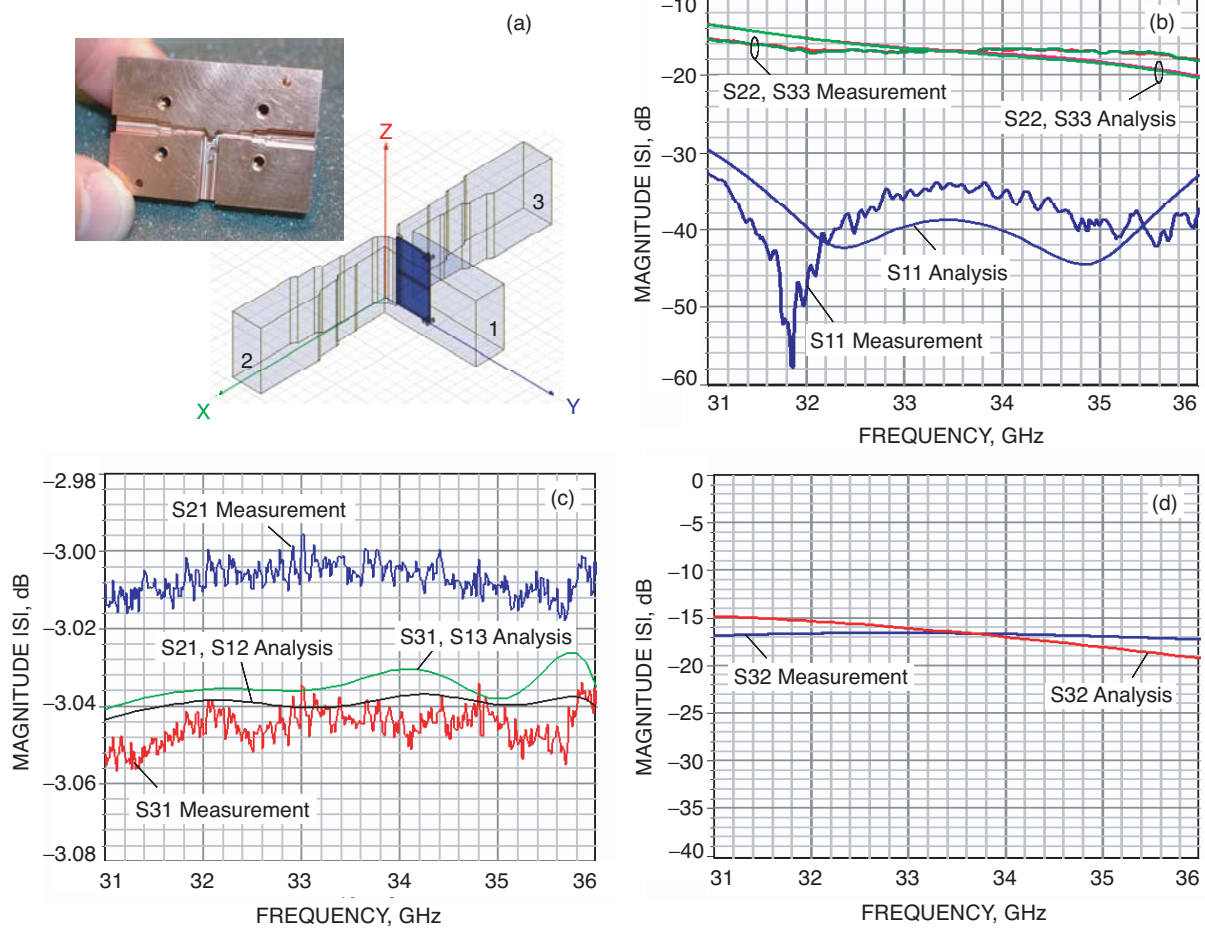 (a)
Z
3
1
2
X
Y
(b)
–10
–20
–30
–40
–50
–60
MAGNITUDE ISI, dB
S22, S33 Measurement
S22, S33 Analysis
S11 Analysis
S11 Measurement
31 32 33 34 35 36
FREQUENCY, GHz
(c)
–2.98
–3.00
–3.02
–3.04
–3.06
–3.08
MAGNITUDE ISI, dB
S21 Measurement
S31, S13 Analysis
S21, S12 Analysis
S31 Measurement
31 32 33 34 35 36
FREQUENCY, GHz
(d)
0
–5
–10
–15
–20
–25
–30
–35
–40
MAGNITUDE ISI, dB
S32 Measurement
S32 Analysis
31 32 33 34 35 36
FREQUENCY, GHz